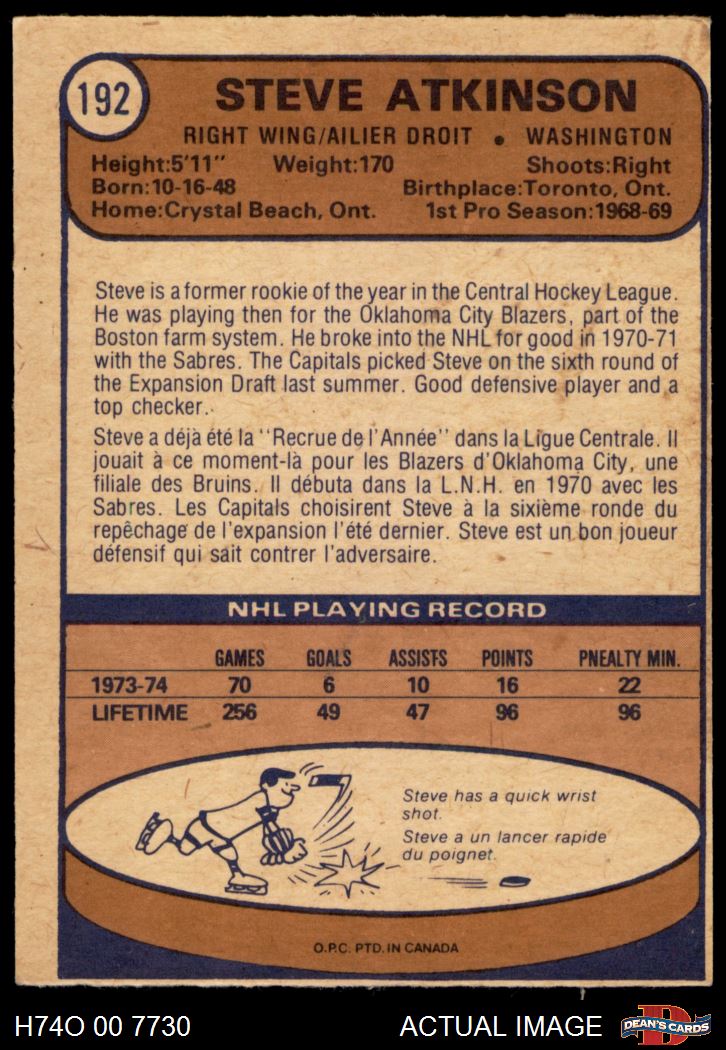 192
STEVE ATKINSON
RIGHT WING/AILIER DROIT • WASHINGTON
Height:5'11" Weight:170 Shoots:Right
Born:10-16-48 Birthplace:Toronto, Ont.
Home:Crystal Beach, Ont. 1st Pro Season:1968-69
Steve is a former rookie of the year in the Central Hockey League.
He was playing then for the Oklahoma City Blazers, part of the
Boston farm system. He broke into the NHL for good in 1970-71
with the Sabres. The Capitals picked Steve on the sixth round of
the Expansion Draft last summer. Good defensive player and a
top checker.
Steve a déjà été la ''Recrue de l'Année'' dans la Ligue Centrale. Il
jouait à ce moment-là pour les Blazers d'Oklahoma City, une
filiale des Bruins. Il débuta dans la L.N.H. en 1970 avec les
Sabres. Les Capitals choisirent Steve à la sixième ronde du
repêchage de l'expansion l'été dernier. Steve est un bon joueur
défensif qui sait contrer l'adversaire.
NHL PLAYING RECORD
GAMES GOALS ASSISTS POINTS PNEALTY MIN.
1973-74 70 6 10 16 22
LIFETIME 256 49 47 96 96
Steve has a quick wrist
shot.
Steve a un lancer rapide
du poignet.
O.P.C. PTD. IN CANADA
H74O 00 7730 ACTUAL IMAGE
D
DEAN'S CARDS